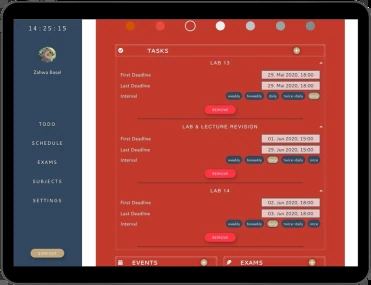 14:25:15
Zahwa Basel
TODO
SCHEDULE
EXAMS
SUBJECTS
SETTINGS
SIGN OUT
TASKS
LAB 13
First Deadline 29. Mai 2020, 18:00
Last Deadline 29. Mai 2020, 18:00
Interval weekly biweekly daily twice-daily once
REMOVE
LAB & LECTURE REVISION
First Deadline 01. Jun 2020, 15:00
Last Deadline 29. Jun 2020, 15:00
Interval weekly biweekly daily twice-daily once
REMOVE
LAB 14
First Deadline 02. Jun 2020, 18:00
Last Deadline 03. Jun 2020, 18:00
Interval weekly biweekly daily twice-daily once
REMOVE
EVENTS
EXAMS